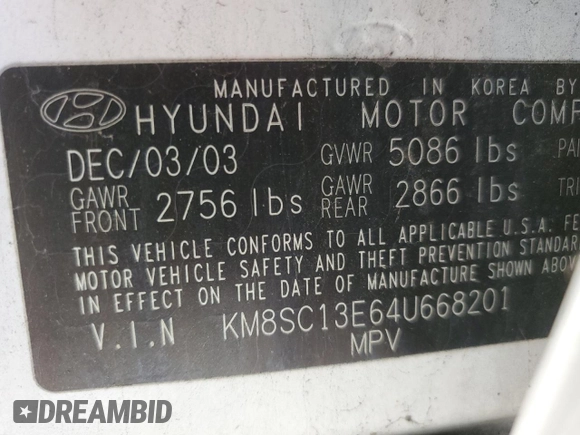 MANUFACTURED IN KOREA BY
HYUNDAI MOTOR
DEC/03/03 GVWR 5086 lbs
GAWR FRONT 2756 lbs GAWR REAR 2866 lbs
THIS VEHICLE CONFORMS TO ALL APPLICABLE U.S.A.
MOTOR VEHICLE SAFETY AND THEFT PREVENTION
IN EFFECT ON THE DATE OF MANUFACTURE SHOWN ABOVE
V.I.N KM8SC13E64U668201
MPV
DREAMBID